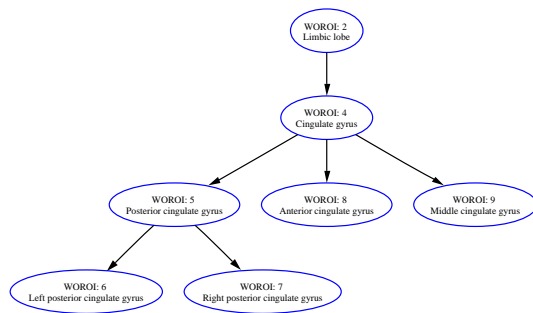 WOROI: 2
Limbic lobe
WOROI: 4
Cingulate gyrus
WOROI: 5
Posterior cingulate gyrus
WOROI: 8
Anterior cingulate gyrus
WOROI: 9
Middle cingulate gyrus
WOROI: 6
Left posterior cingulate gyrus
WOROI: 7
Right posterior cingulate gyrus